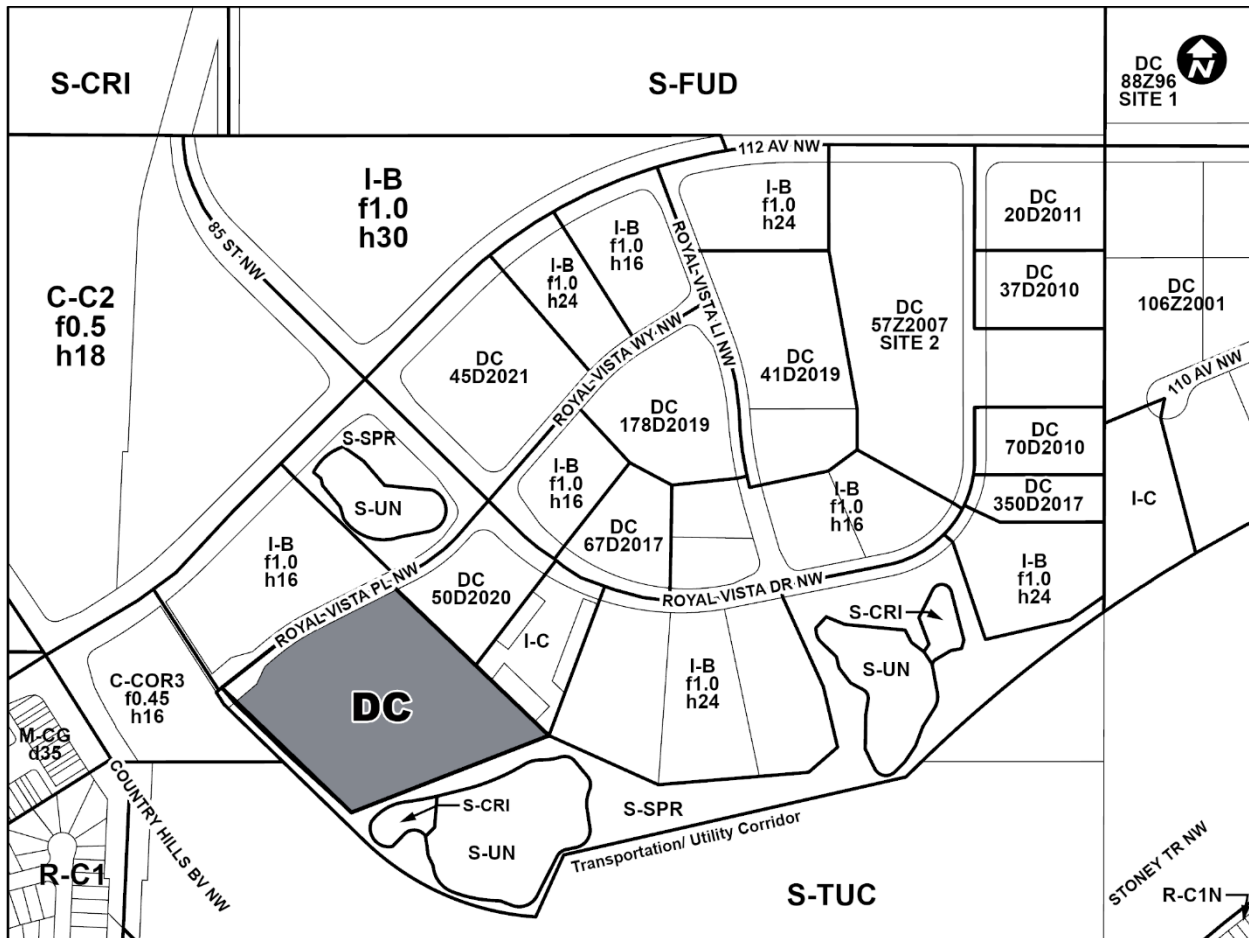 S-CRI
S-FUD
DC
88Z96
SITE 1
N
112 AV NW
I-B
f1.0
h30
85 ST NW
C-C2
f0.5
h18
I-B
f1.0
h24
I-B
f1.0
h16
ROYAL VISTA LI NW
I-B
f1.0
h24
DC
20D2011
DC
37D2010
DC
106Z2001
DC
57Z2007
SITE 2
DC
45D2021
ROYAL VISTA WY NW
DC
41D2019
110 AV NW
DC
178D2019
S-SPR
S-UN
I-B
f1.0
h16
DC
70D2010
DC
350D2017
I-C
I-B
f1.0
h16
DC
67D2017
I-B
f1.0
h16
ROYAL VISTA PL NW
DC
50D2020
ROYAL VISTA DR NW
I-B
f1.0
h24
S-CRI
S-UN
I-C
I-B
f1.0
h24
C-COR3
f0.45
h16
DC
M-CG
d35
COUNTRY HILLS BV NW
S-CRI
S-UN
S-SPR
Transportation/ Utility Corridor
R-C1
S-TUC
STONEY TR NW
R-C1N